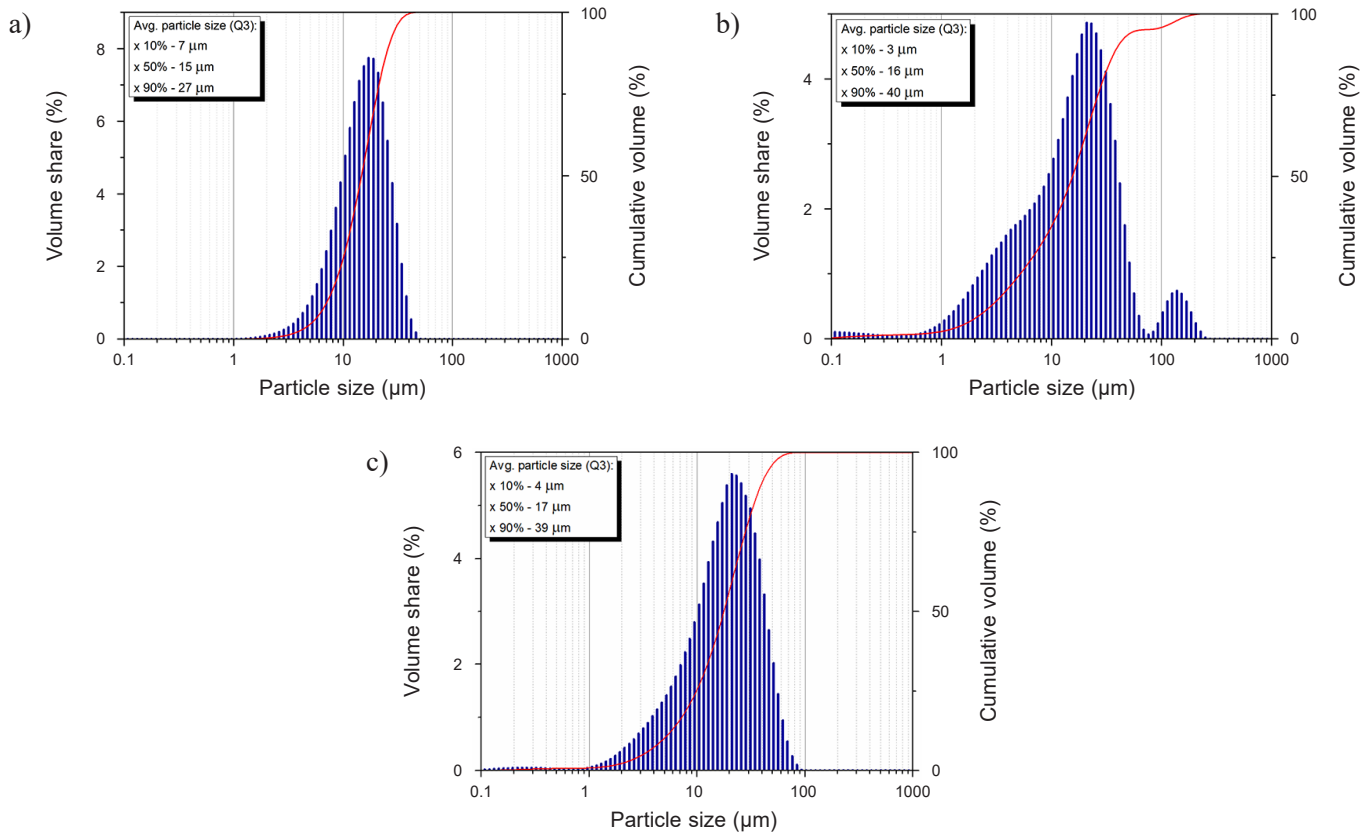 a)
Avg. particle size (Q3):
x 10% - 7 µm
x 50% - 15 µm
x 90% - 27 µm
Volume share (%)
8
6
4
2
0
100
50
0
Cumulative volume (%)
0.1 1 10 100 1000
Particle size (µm)
b)
Avg. particle size (Q3):
x 10% - 3 µm
x 50% - 16 µm
x 90% - 40 µm
Volume share (%)
4
2
0
100
50
0
Cumulative volume (%)
0.1 1 10 100 1000
Particle size (µm)
c)
Avg. particle size (Q3):
x 10% - 4 µm
x 50% - 17 µm
x 90% - 39 µm
Volume share (%)
6
4
2
0
100
50
0
Cumulative volume (%)
0.1 1 10 100 1000
Particle size (µm)